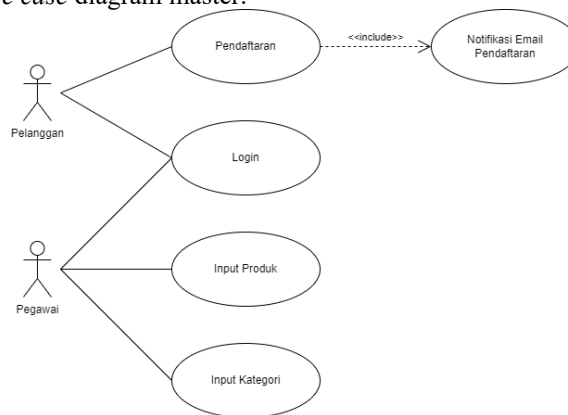 case diagram master.
Pendaftaran
<<include>>
Notifikasi Email
Pendaftaran
Pelanggan
Login
Input Produk
Pegawai
Input Kategori